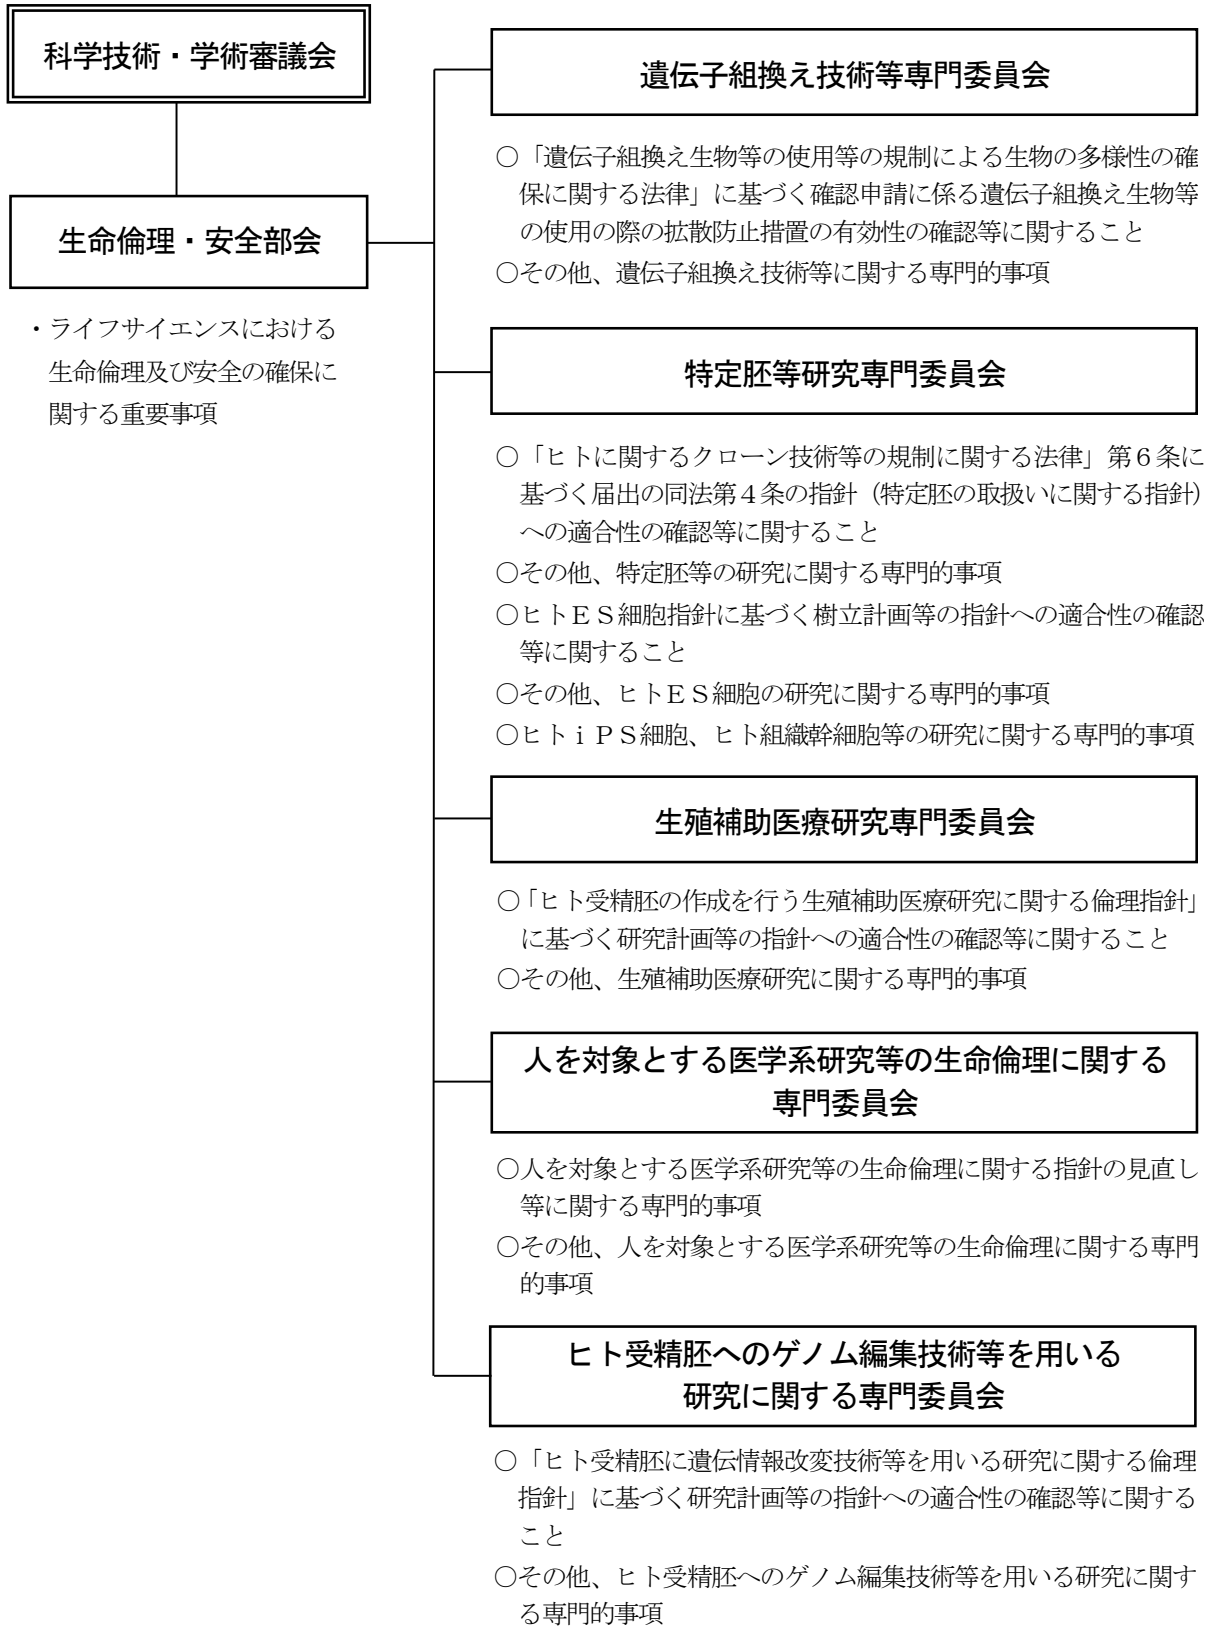 科学技術・学術審議会
生命倫理・安全部会
・ライフサイエンスにおける
生命倫理及び安全の確保に
関する重要事項
遺伝子組換え技術等専門委員会
○「遺伝子組換え生物等の使用等の規制による生物の多様性の確
保に関する法律」に基づく確認申請に係る遺伝子組換え生物等
の使用の際の拡散防止措置の有効性の確認等に関すること
○その他、遺伝子組換え技術等に関する専門的事項
特定胚等研究専門委員会
○「ヒトに関するクローン技術等の規制に関する法律」第６条に
基づく届出の同法第４条の指針（特定胚の取扱いに関する指針）
への適合性の確認等に関すること
○その他、特定胚等の研究に関する専門的事項
○ヒトＥＳ細胞指針に基づく樹立計画等の指針への適合性の確認
等に関すること
○その他、ヒトＥＳ細胞の研究に関する専門的事項
○ヒトｉＰＳ細胞、ヒト組織幹細胞等の研究に関する専門的事項
生殖補助医療研究専門委員会
○「ヒト受精胚の作成を行う生殖補助医療研究に関する倫理指針」
に基づく研究計画等の指針への適合性の確認等に関すること
○その他、生殖補助医療研究に関する専門的事項
人を対象とする医学系研究等の生命倫理に関する
専門委員会
○人を対象とする医学系研究等の生命倫理に関する指針の見直し
等に関する専門的事項
○その他、人を対象とする医学系研究等の生命倫理に関する専門
的事項
ヒト受精胚へのゲノム編集技術等を用いる
研究に関する専門委員会
○「ヒト受精胚に遺伝情報改変技術等を用いる研究に関する倫理
指針」に基づく研究計画等の指針への適合性の確認等に関する
こと
○その他、ヒト受精胚へのゲノム編集技術等を用いる研究に関す
る専門的事項